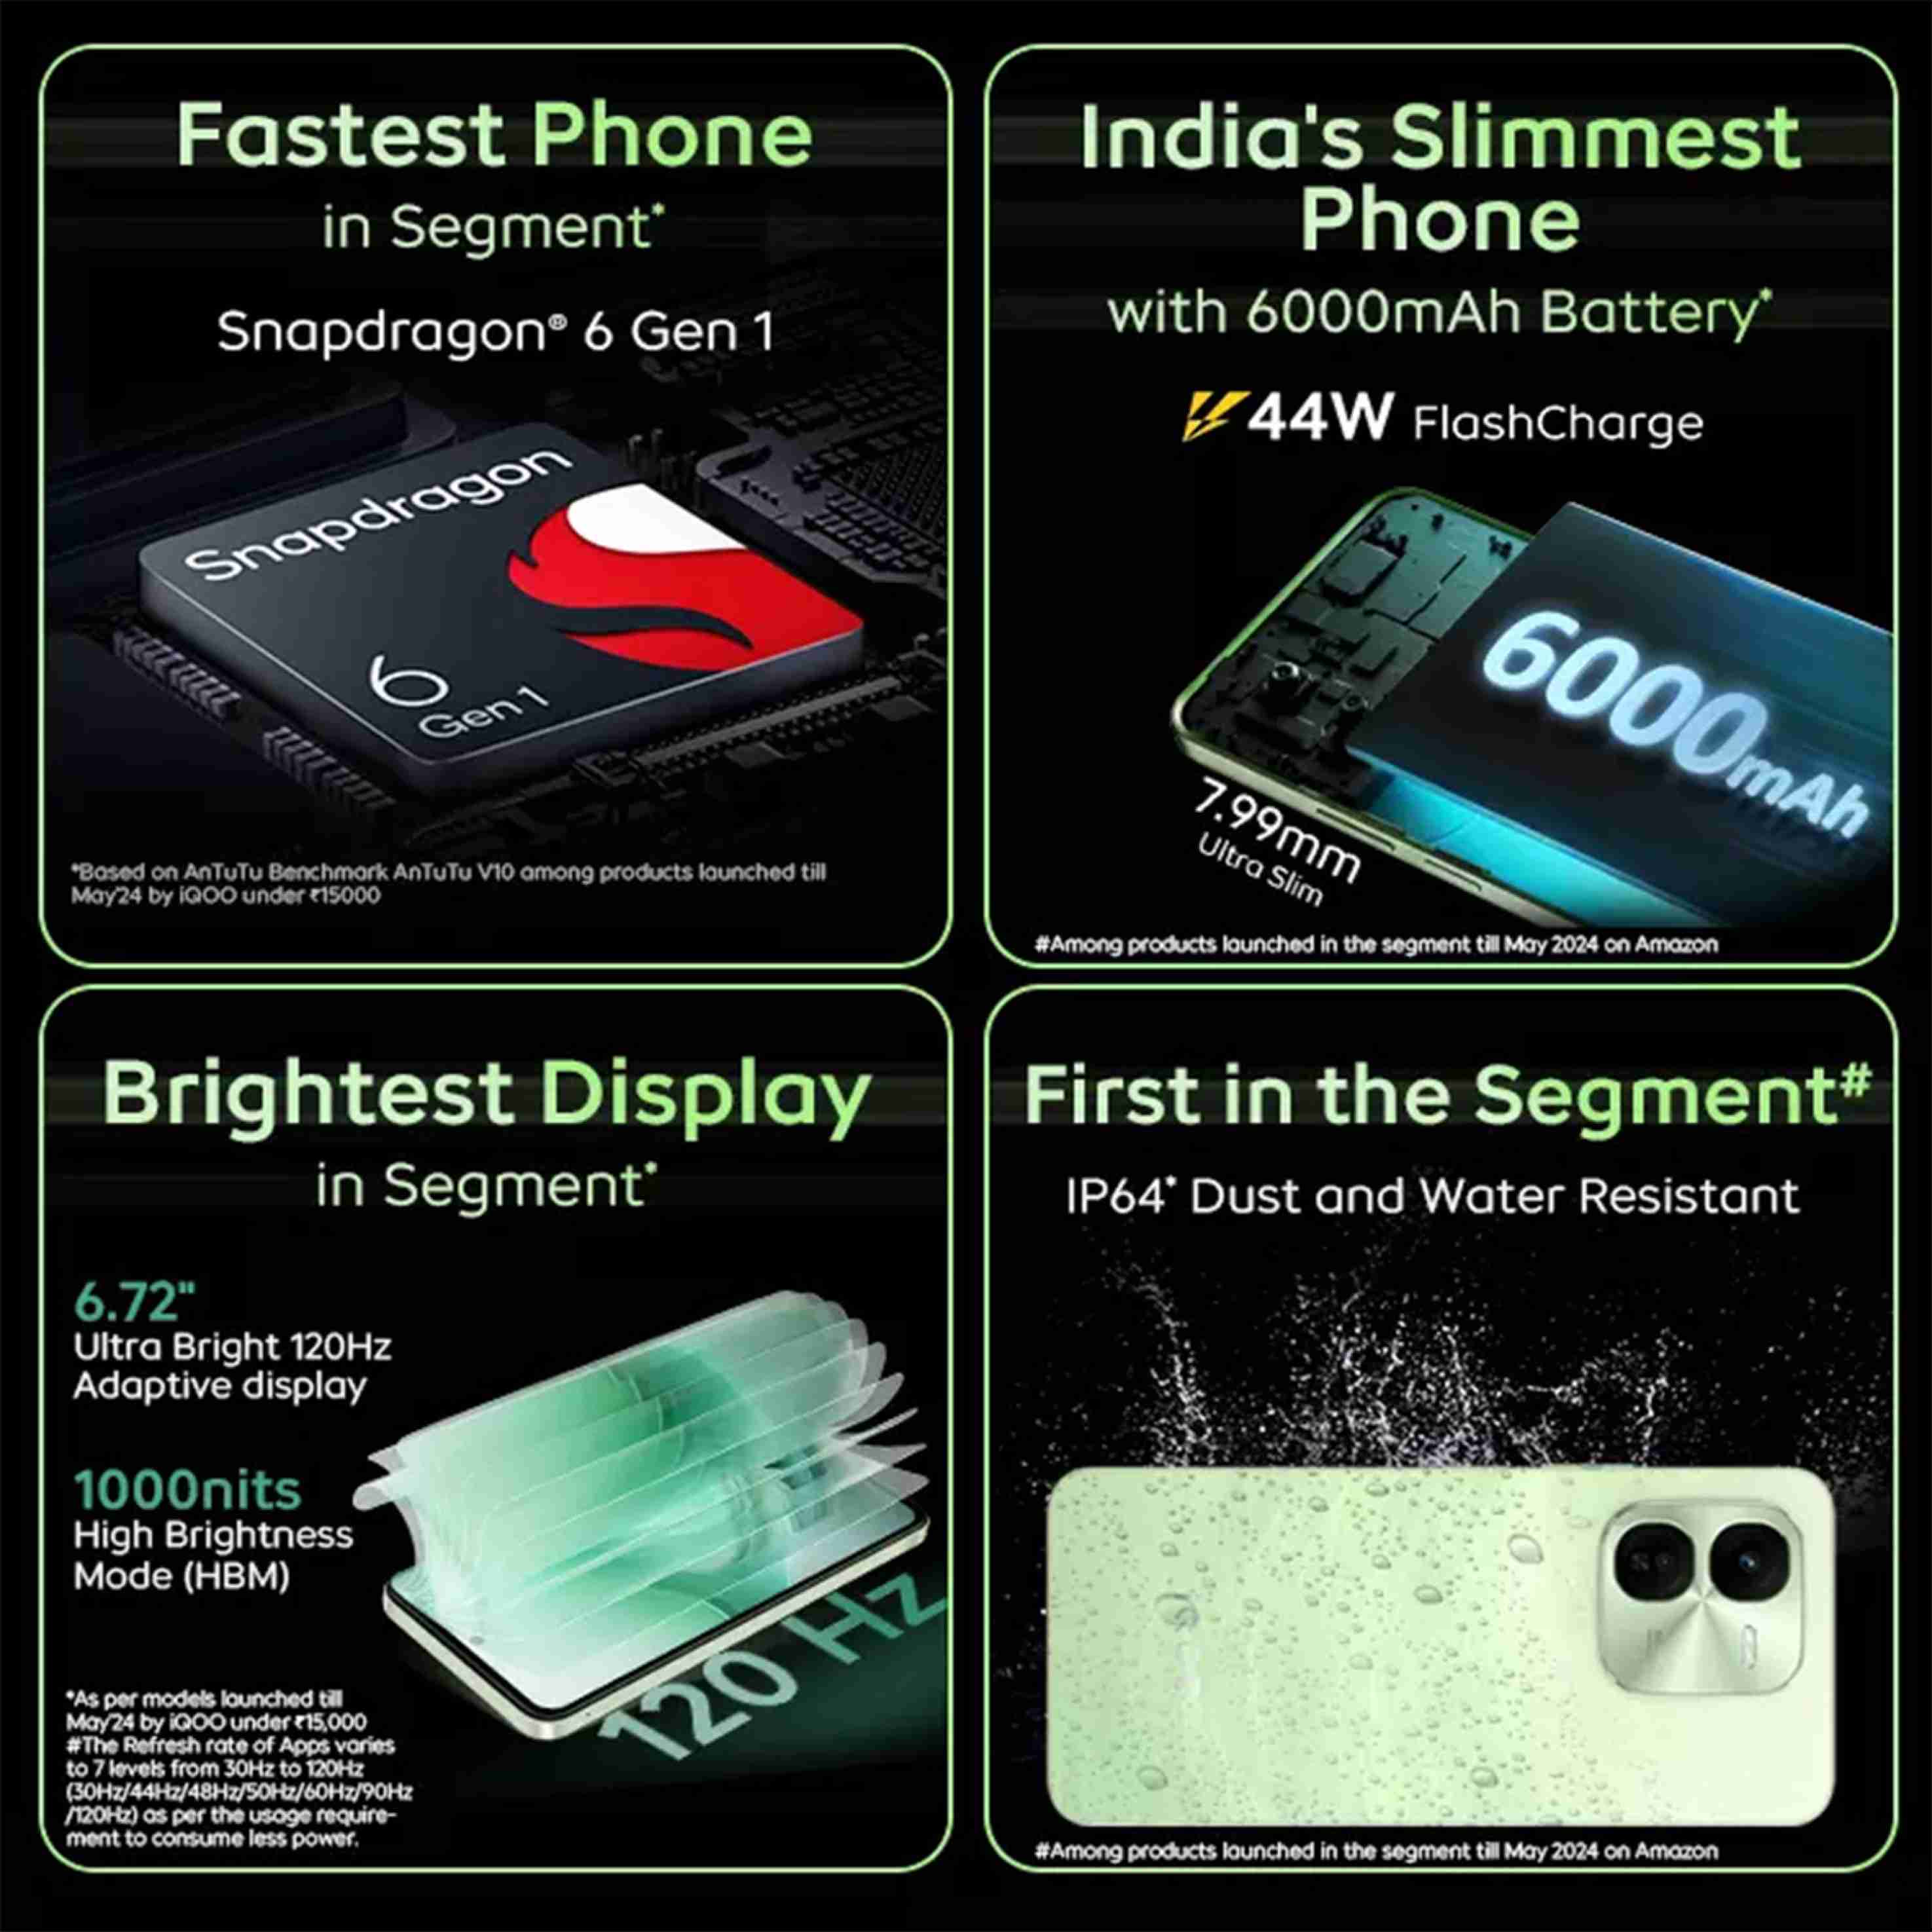 Fastest Phone
in Segment*
Snapdragon® 6 Gen 1
Snapdragon
6
Gen 1
*Based on AnTuTu Benchmark AnTuTu V10 among products launched till
May'24 by iQOO under ₹15000
India's Slimmest
Phone
with 6000mAh Battery*
44W FlashCharge
6000mAh
7.99mm
Ultra Slim
#Among products launched in the segment till May 2024 on Amazon
Brightest Display
in Segment*
6.72"
Ultra Bright 120Hz
Adaptive display
1000nits
High Brightness
Mode (HBM)
120 Hz
*As per models launched till
May'24 by iQOO under ₹15,000
#The Refresh rate of Apps varies
to 7 levels from 30Hz to 120Hz
(30Hz/44Hz/48Hz/50Hz/60Hz/90Hz
/120Hz) as per the usage require-
ment to consume less power.
First in the Segment#
IP64* Dust and Water Resistant
#Among products launched in the segment till May 2024 on Amazon